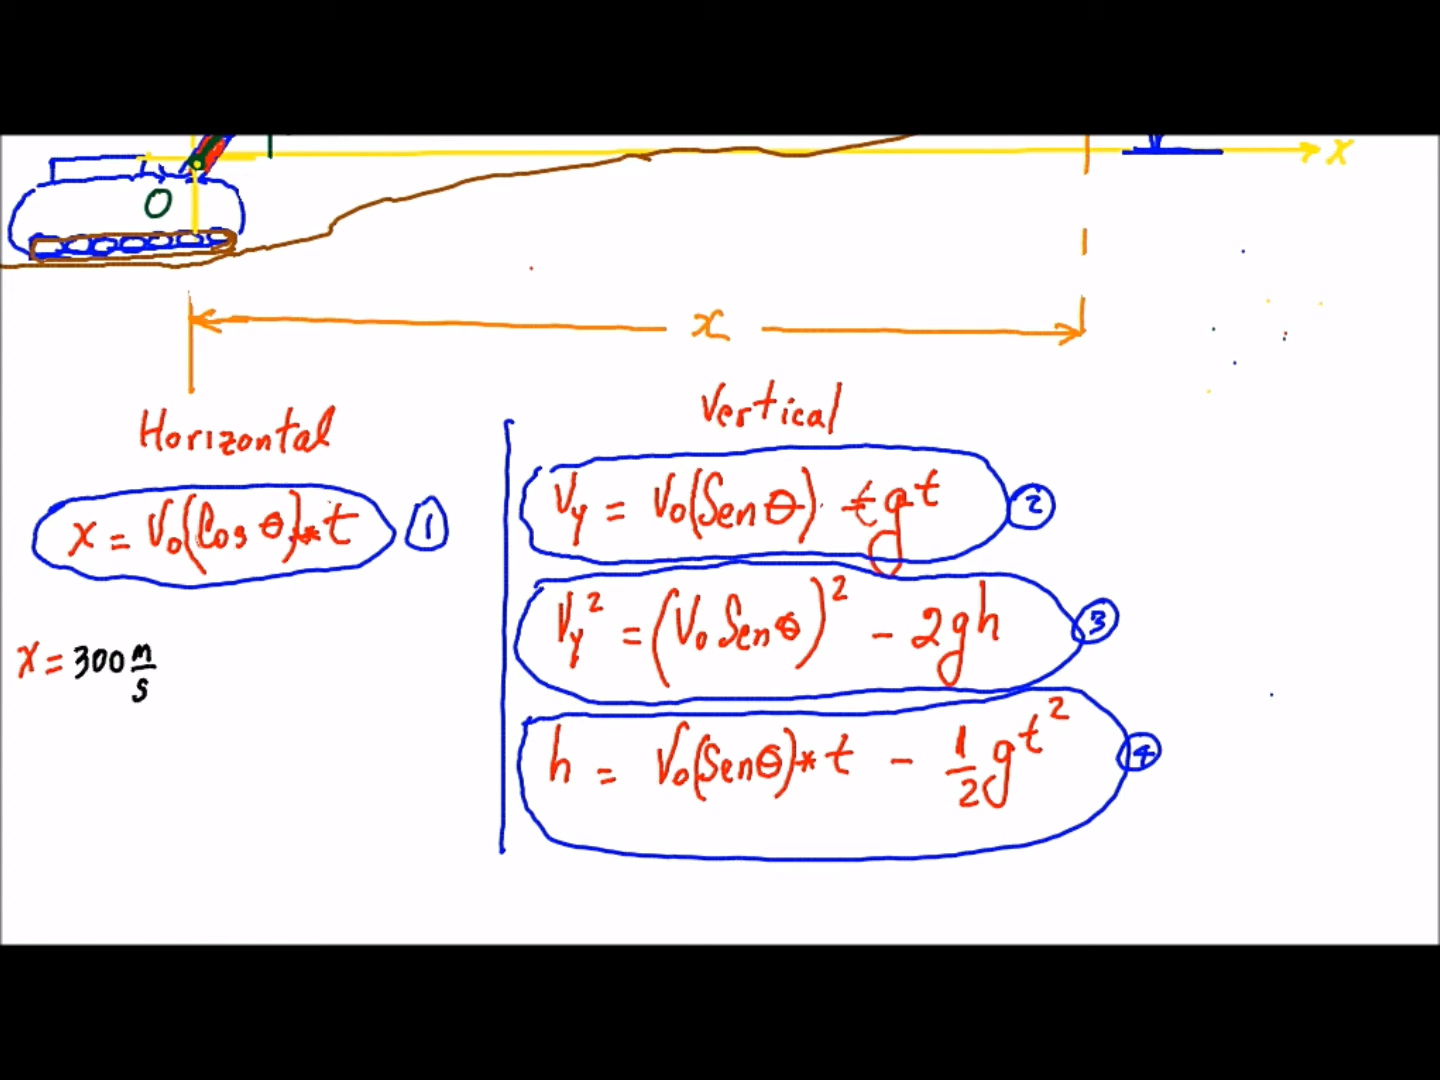 X
O
x
Horizontal
Vertical
x = V₀(Cos θ)*t ①
Vy = V₀(Sen θ) -gt ②
Vy² = (V₀ Sen θ)² - 2gh ③
h = V₀(Sen θ)*t - 1/2 gt² ④
x = 300 m/s